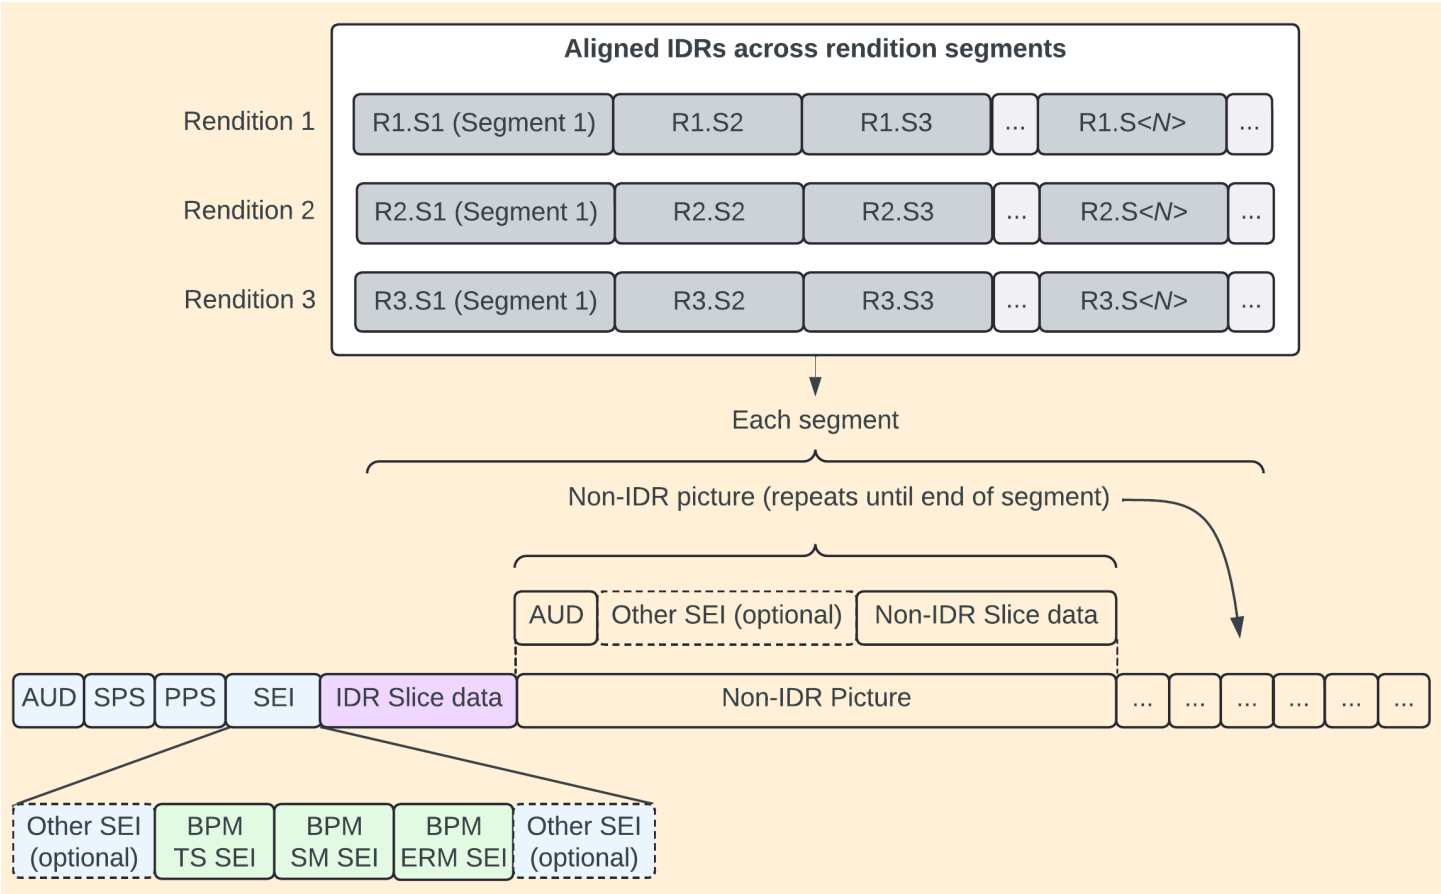 Aligned IDRs across rendition segments
Rendition 1
R1.S1 (Segment 1)
R1.S2
R1.S3
...
R1.S<N>
...
Rendition 2
R2.S1 (Segment 1)
R2.S2
R2.S3
...
R2.S<N>
...
Rendition 3
R3.S1 (Segment 1)
R3.S2
R3.S3
...
R3.S<N>
...
Each segment
Non-IDR picture (repeats until end of segment)
AUD
Other SEI (optional)
Non-IDR Slice data
AUD
SPS
PPS
SEI
IDR Slice data
Non-IDR Picture
...
...
...
...
...
...
Other SEI
(optional)
BPM
TS SEI
BPM
SM SEI
BPM
ERM SEI
Other SEI
(optional)